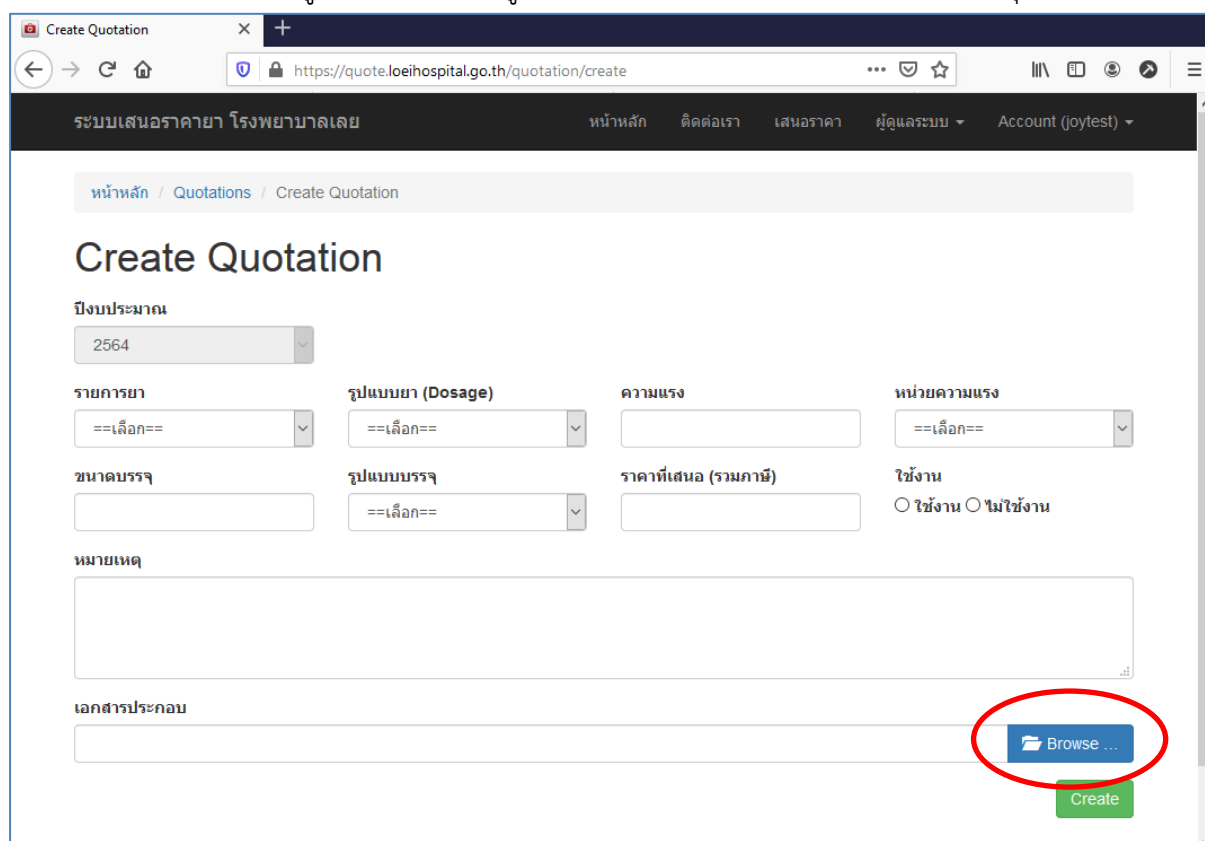 Create Quotation
https://quote.loeihospital.go.th/quotation/create
ระบบเสนอราคายา โรงพยาบาลเลย หน้าหลัก ติดต่อเรา เสนอราคา ผู้ดูแลระบบ Account (joytest)
หน้าหลัก / Quotations / Create Quotation
Create Quotation
ปีงบประมาณ
2564
รายการยา รูปแบบยา (Dosage) ความแรง หน่วยความแรง
==เลือก== ==เลือก== ==เลือก==
ขนาดบรรจุ รูปแบบบรรจุ ราคาที่เสนอ (รวมภาษี) ใช้งาน
==เลือก== ใช้งาน ไม่ใช้งาน
หมายเหตุ
เอกสารประกอบ
Browse ...
Create